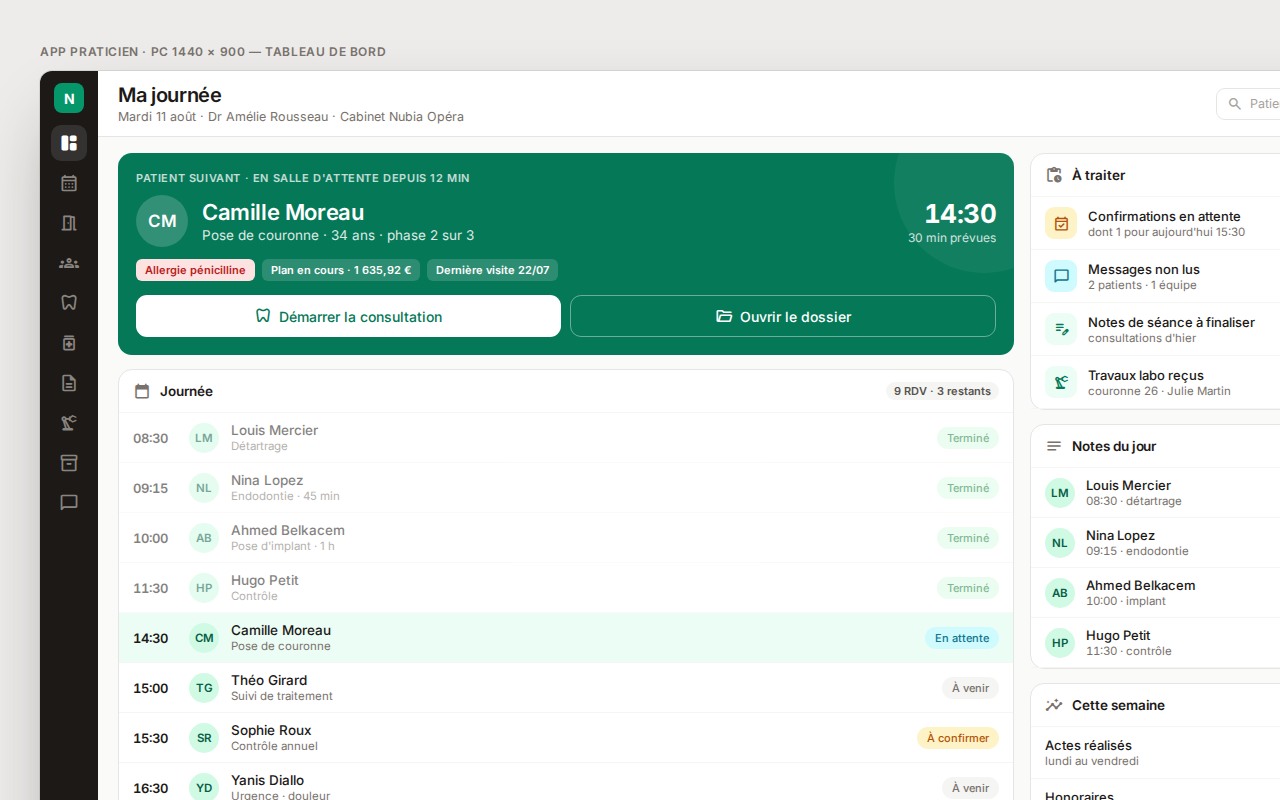 APP PRATICIEN · PC 1440 × 900 — TABLEAU DE BORD
N
Ma journée
Mardi 11 août · Dr Amélie Rousseau · Cabinet Nubia Opéra
PATIENT SUIVANT · EN SALLE D'ATTENTE DEPUIS 12 MIN
CM
Camille Moreau
Pose de couronne · 34 ans · phase 2 sur 3
14:30
30 min prévues
Allergie pénicilline
Plan en cours · 1 635,92 €
Dernière visite 22/07
Démarrer la consultation
Ouvrir le dossier
Journée
9 RDV · 3 restants
08:30
LM
Louis Mercier
Détartrage
Terminé
09:15
NL
Nina Lopez
Endodontie · 45 min
Terminé
10:00
AB
Ahmed Belkacem
Pose d'implant · 1 h
Terminé
11:30
HP
Hugo Petit
Contrôle
Terminé
14:30
CM
Camille Moreau
Pose de couronne
En attente
15:00
TG
Théo Girard
Suivi de traitement
À venir
15:30
SR
Sophie Roux
Contrôle annuel
À confirmer
16:30
YD
Yanis Diallo
Urgence · douleur
À venir
À traiter
Confirmations en attente
dont 1 pour aujourd'hui 15:30
Messages non lus
2 patients · 1 équipe
Notes de séance à finaliser
consultations d'hier
Travaux labo reçus
couronne 26 · Julie Martin
Notes du jour
LM
Louis Mercier
08:30 · détartrage
NL
Nina Lopez
09:15 · endodontie
AB
Ahmed Belkacem
10:00 · implant
HP
Hugo Petit
11:30 · contrôle
Cette semaine
Actes réalisés
lundi au vendredi
Honoraires